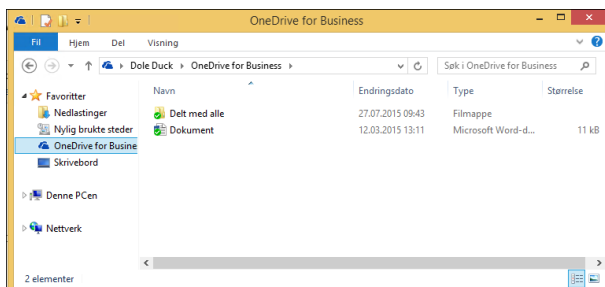 OneDrive for Business
Fil Hjem Del Visning
Dole Duck OneDrive for Business Søk i OneDrive for Business
Navn Endringsdato Type Størrelse
Favoritter
Nedlastinger
Nylig brukte steder
OneDrive for Busine
Skrivebord
Denne PCen
Nettverk
Delt med alle 27.07.2015 09:43 Filmappe
Dokument 12.03.2015 13:11 Microsoft Word-d... 11 kB
2 elementer